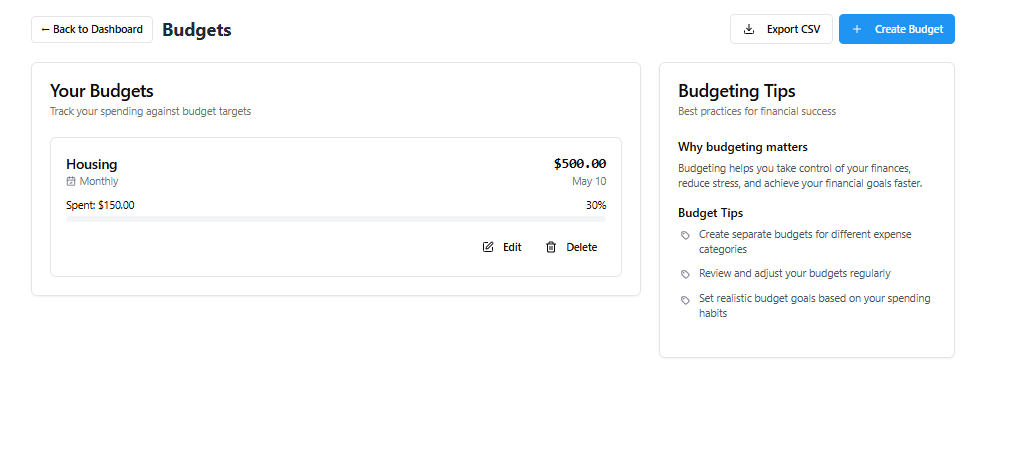 ← Back to Dashboard
Budgets
Export CSV
+ Create Budget
Your Budgets
Track your spending against budget targets
Housing
$500.00
Monthly
May 10
Spent: $150.00
30%
Edit
Delete
Budgeting Tips
Best practices for financial success
Why budgeting matters
Budgeting helps you take control of your finances,
reduce stress, and achieve your financial goals faster.
Budget Tips
Create separate budgets for different expense
categories
Review and adjust your budgets regularly
Set realistic budget goals based on your spending
habits